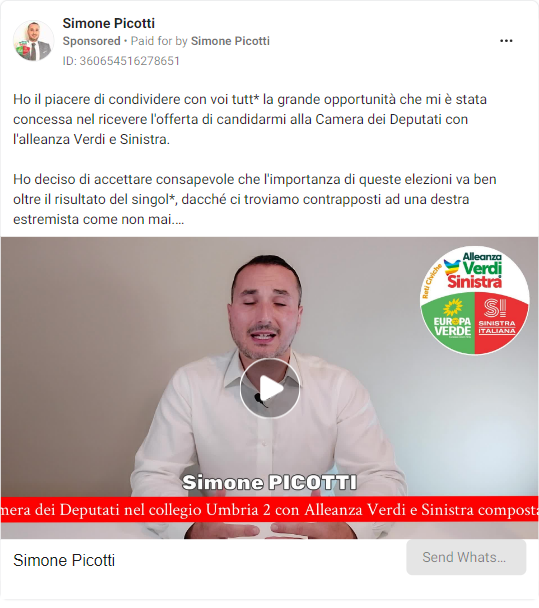 Simone Picotti
Sponsored • Paid for by Simone Picotti
ID: 360654516278651
Ho il piacere di condividere con voi tutt* la grande opportunità che mi è stata
concessa nel ricevere l'offerta di candidarmi alla Camera dei Deputati con
l'alleanza Verdi e Sinistra.
Ho deciso di accettare consapevole che l'importanza di queste elezioni va ben
oltre il risultato del singol*, dacché ci troviamo contrapposti ad una destra
estremista come non mai....
Reti Civiche
Alleanza
Verdi
Sinistra
EUROPA
VERDE
SI
SINISTRA
ITALIANA
Simone PICOTTI
mera dei Deputati nel collegio Umbria 2 con Alleanza Verdi e Sinistra composta
Simone Picotti
Send Whats...